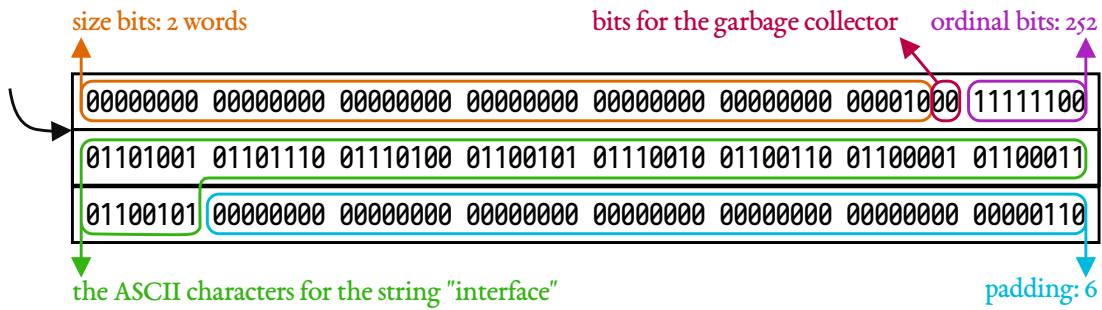 size bits: 2 words
bits for the garbage collector
ordinal bits: 252
00000000 00000000 00000000 00000000 00000000 00000000 00001000 11111100
01101001 01101110 01110100 01100101 01110010 01100110 01100001 01100011
01100101 00000000 00000000 00000000 00000000 00000000 00000000 00000110
the ASCII characters for the string "interface"
padding: 6